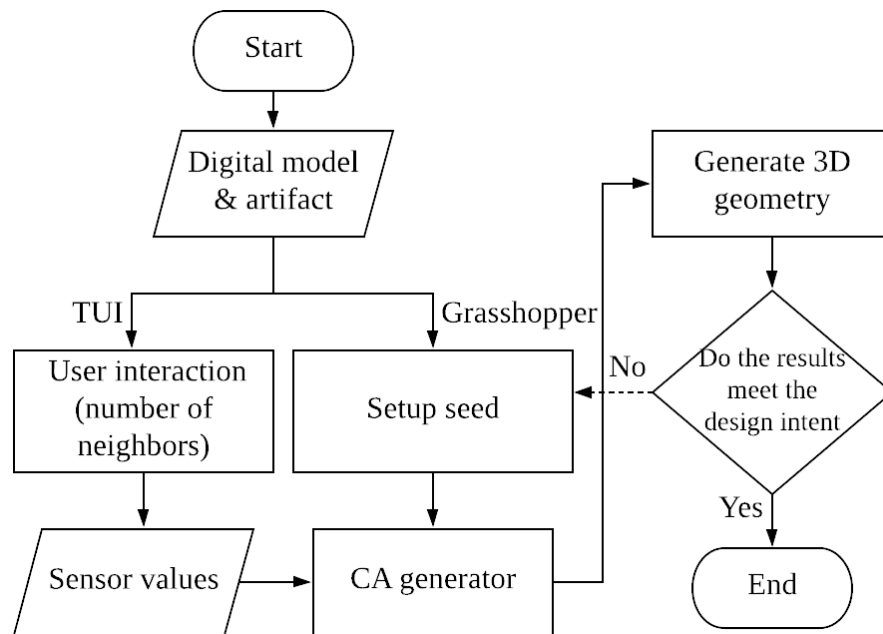 Start
Digital model
& artifact
TUI
Grasshopper
User interaction
(number of
neighbors)
Setup seed
Sensor values
CA generator
Generate 3D
geometry
Do the results
meet the
design intent
No
Yes
End